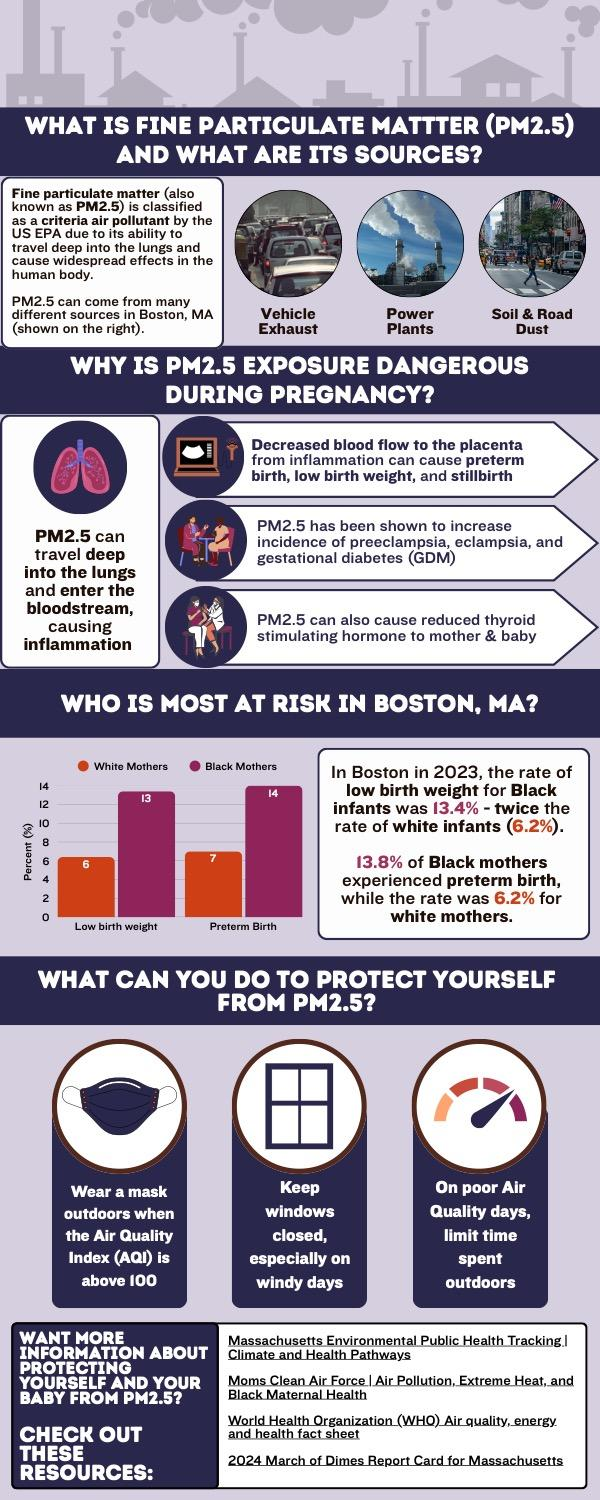 WHAT IS FINE PARTICULATE MATTTER (PM2.5)
AND WHAT ARE ITS SOURCES?
Fine particulate matter (also
known as PM2.5) is classified
as a criteria air pollutant by the
US EPA due to its ability to
travel deep into the lungs and
cause widespread effects in the
human body.
PM2.5 can come from many
different sources in Boston, MA
(shown on the right).
Vehicle
Exhaust
Power
Plants
Soil & Road
Dust
WHY IS PM2.5 EXPOSURE DANGEROUS
DURING PREGNANCY?
PM2.5 can
travel deep
into the lungs
and enter the
bloodstream,
causing
inflammation
Decreased blood flow to the placenta
from inflammation can cause preterm
birth, low birth weight, and stillbirth
PM2.5 has been shown to increase
incidence of preeclampsia, eclampsia, and
gestational diabetes (GDM)
PM2.5 can also cause reduced thyroid
stimulating hormone to mother & baby
WHO IS MOST AT RISK IN BOSTON, MA?
White Mothers
Black Mothers
Percent (%)
14
12
10
8
6
4
2
0
6
13
7
14
Low birth weight
Preterm Birth
In Boston in 2023, the rate of
low birth weight for Black
infants was 13.4% - twice the
rate of white infants (6.2%).
13.8% of Black mothers
experienced preterm birth,
while the rate was 6.2% for
white mothers.
WHAT CAN YOU DO TO PROTECT YOURSELF
FROM PM2.5?
Wear a mask
outdoors when
the Air Quality
Index (AQI) is
above 100
Keep
windows
closed,
especially on
windy days
On poor Air
Quality days,
limit time
spent
outdoors
WANT MORE
INFORMATION ABOUT
PROTECTING
YOURSELF AND YOUR
BABY FROM PM2.5?
CHECK OUT
THESE
RESOURCES:
Massachusetts Environmental Public Health Tracking |
Climate and Health Pathways
Moms Clean Air Force | Air Pollution, Extreme Heat, and
Black Maternal Health
World Health Organization (WHO) Air quality, energy
and health fact sheet
2024 March of Dimes Report Card for Massachusetts